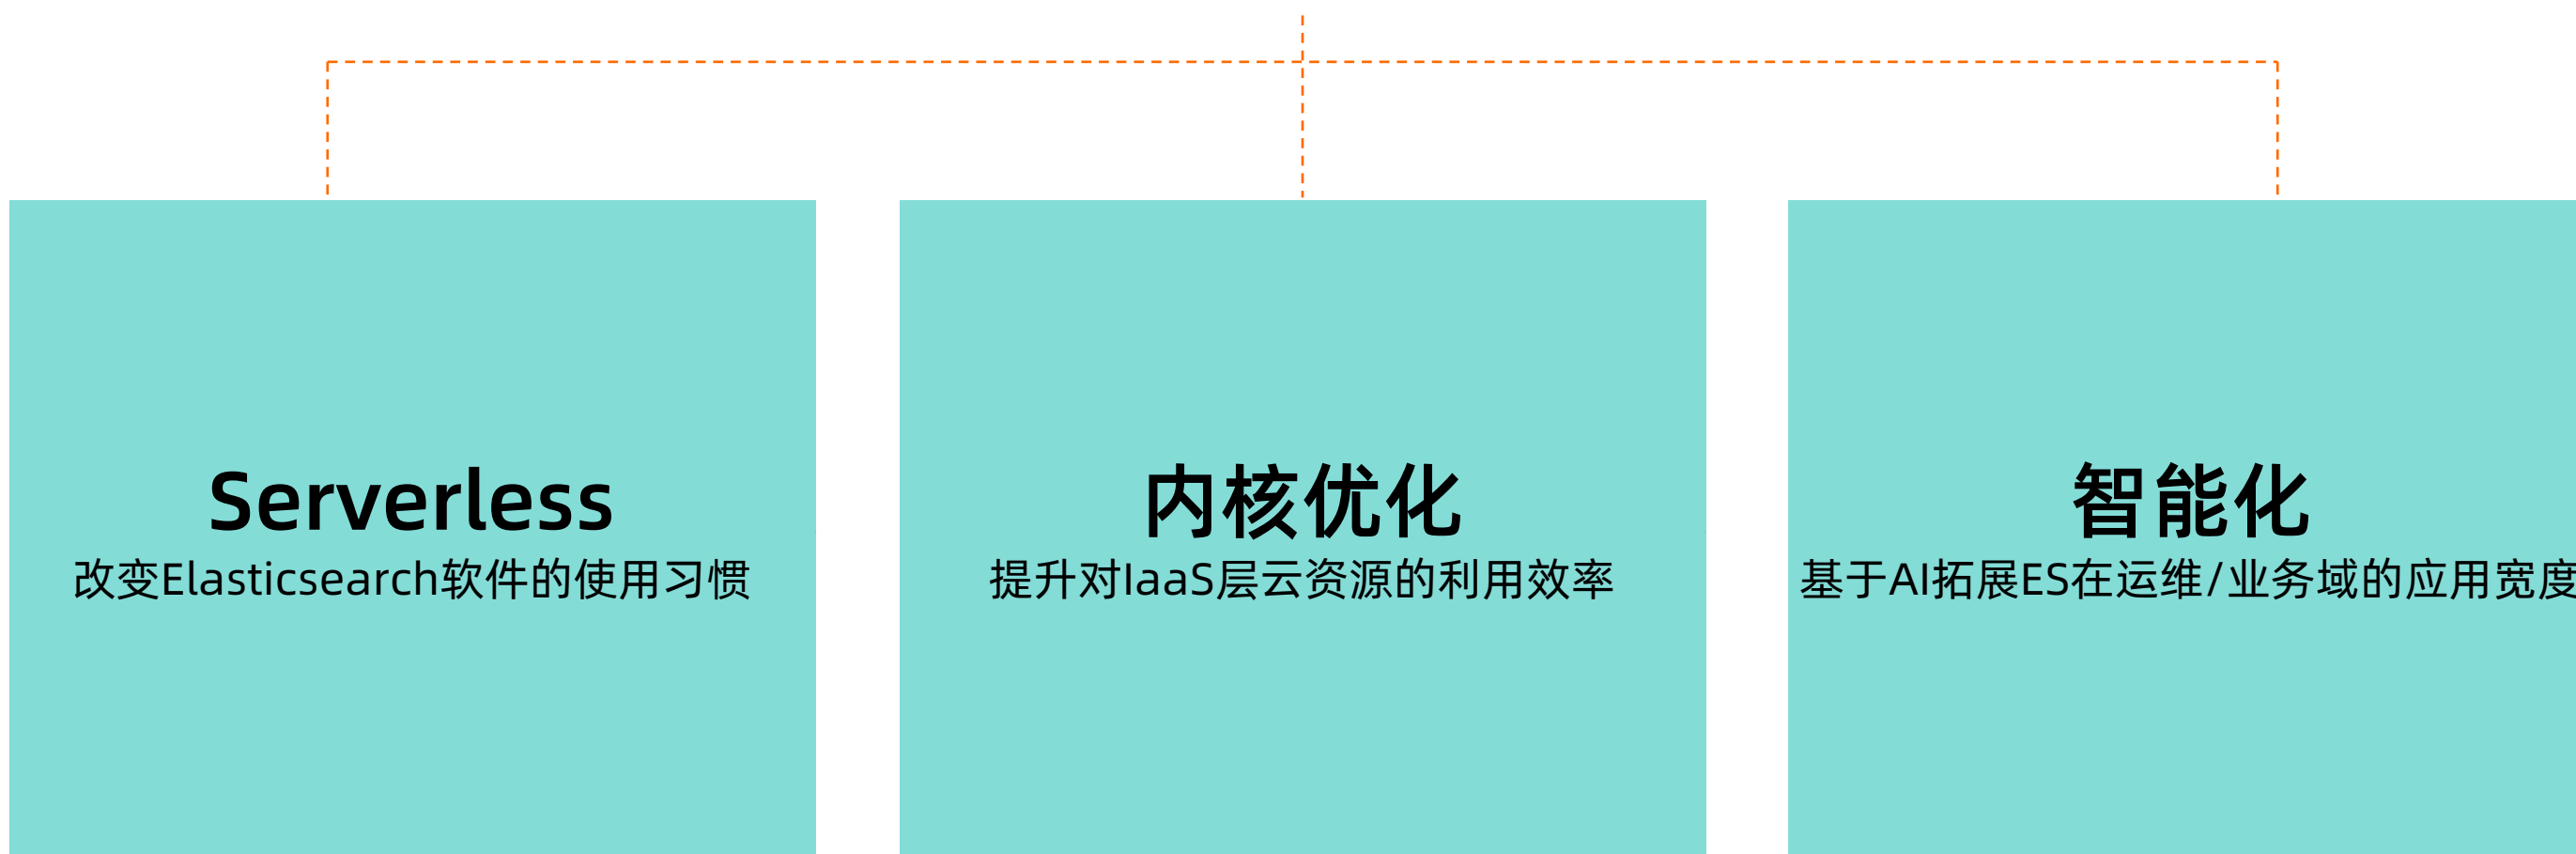 Serverless
改变Elasticsearch软件的使用习惯
内核优化
提升对IaaS层云资源的利用效率
智能化
基于AI拓展ES在运维/业务域的应用宽度